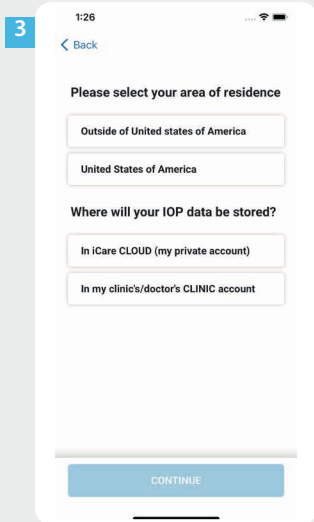 3
1:26
Back
Please select your area of residence
Outside of United states of America
United States of America
Where will your IOP data be stored?
In iCare CLOUD (my private account)
In my clinic's/doctor's CLINIC account
CONTINUE